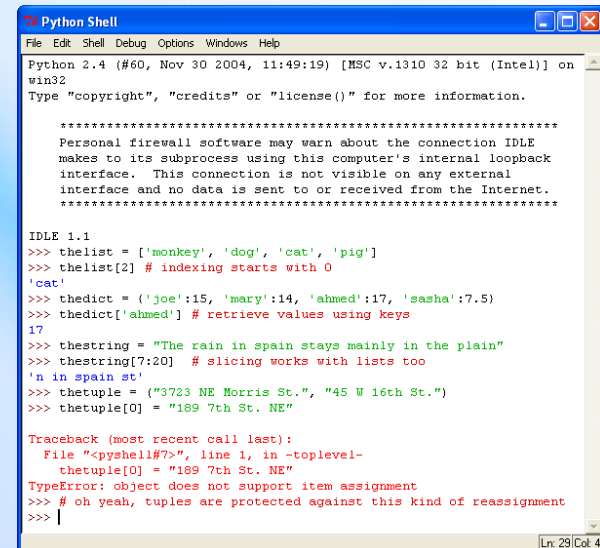 Python Shell
File Edit Shell Debug Options Windows Help
Python 2.4 (#60, Nov 30 2004, 11:49:19) [MSC v.1310 32 bit (Intel)] on
win32
Type "copyright", "credits" or "license()" for more information.
****************************************************************
Personal firewall software may warn about the connection IDLE
makes to its subprocess using this computer's internal loopback
interface.  This connection is not visible on any external
interface and no data is sent to or received from the Internet.
****************************************************************
IDLE 1.1
>>> thelist = ['monkey', 'dog', 'cat', 'pig']
>>> thelist[2] # indexing starts with 0
'cat'
>>> thedict = {'joe':15, 'mary':14, 'ahmed':17, 'sasha':7.5}
>>> thedict['ahmed'] # retrieve values using keys
17
>>> thestring = "The rain in spain stays mainly in the plain"
>>> thestring[7:20]  # slicing works with lists too
'n in spain st'
>>> thetuple = ("3723 NE Morris St.", "45 W 16th St.")
>>> thetuple[0] = "189 7th St. NE"
Traceback (most recent call last):
  File "<pyshell#7>", line 1, in -toplevel-
    thetuple[0] = "189 7th St. NE"
TypeError: object does not support item assignment
>>> # oh yeah, tuples are protected against this kind of reassignment
>>>
Ln: 29 Col: 4